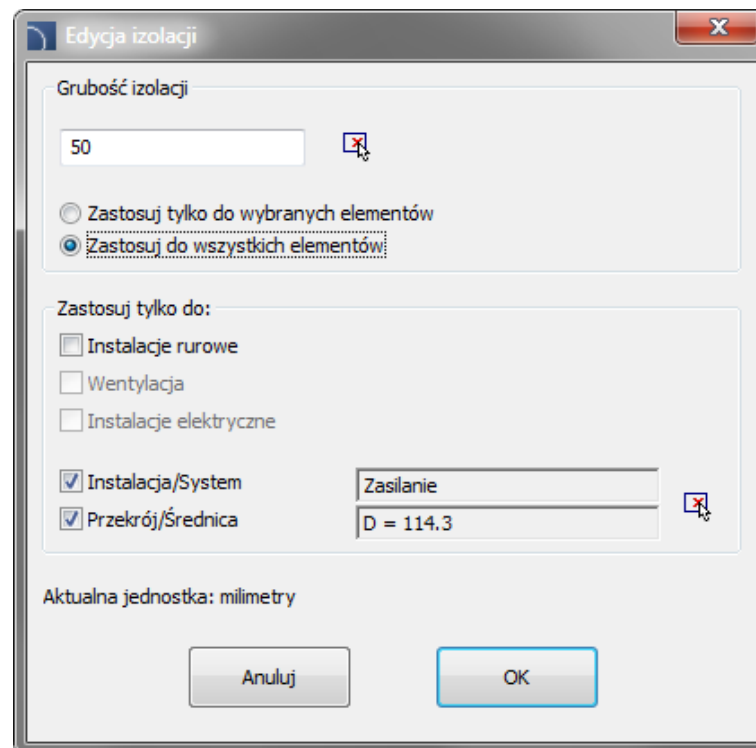 Edycja izolacji
Grubość izolacji
50
Zastosuj tylko do wybranych elementów
Zastosuj do wszystkich elementów
Zastosuj tylko do:
Instalacje rurowe
Wentylacja
Instalacje elektryczne
Instalacja/System Zasilanie
Przekrój/Średnica D = 114.3
Aktualna jednostka: milimetry
Anuluj OK